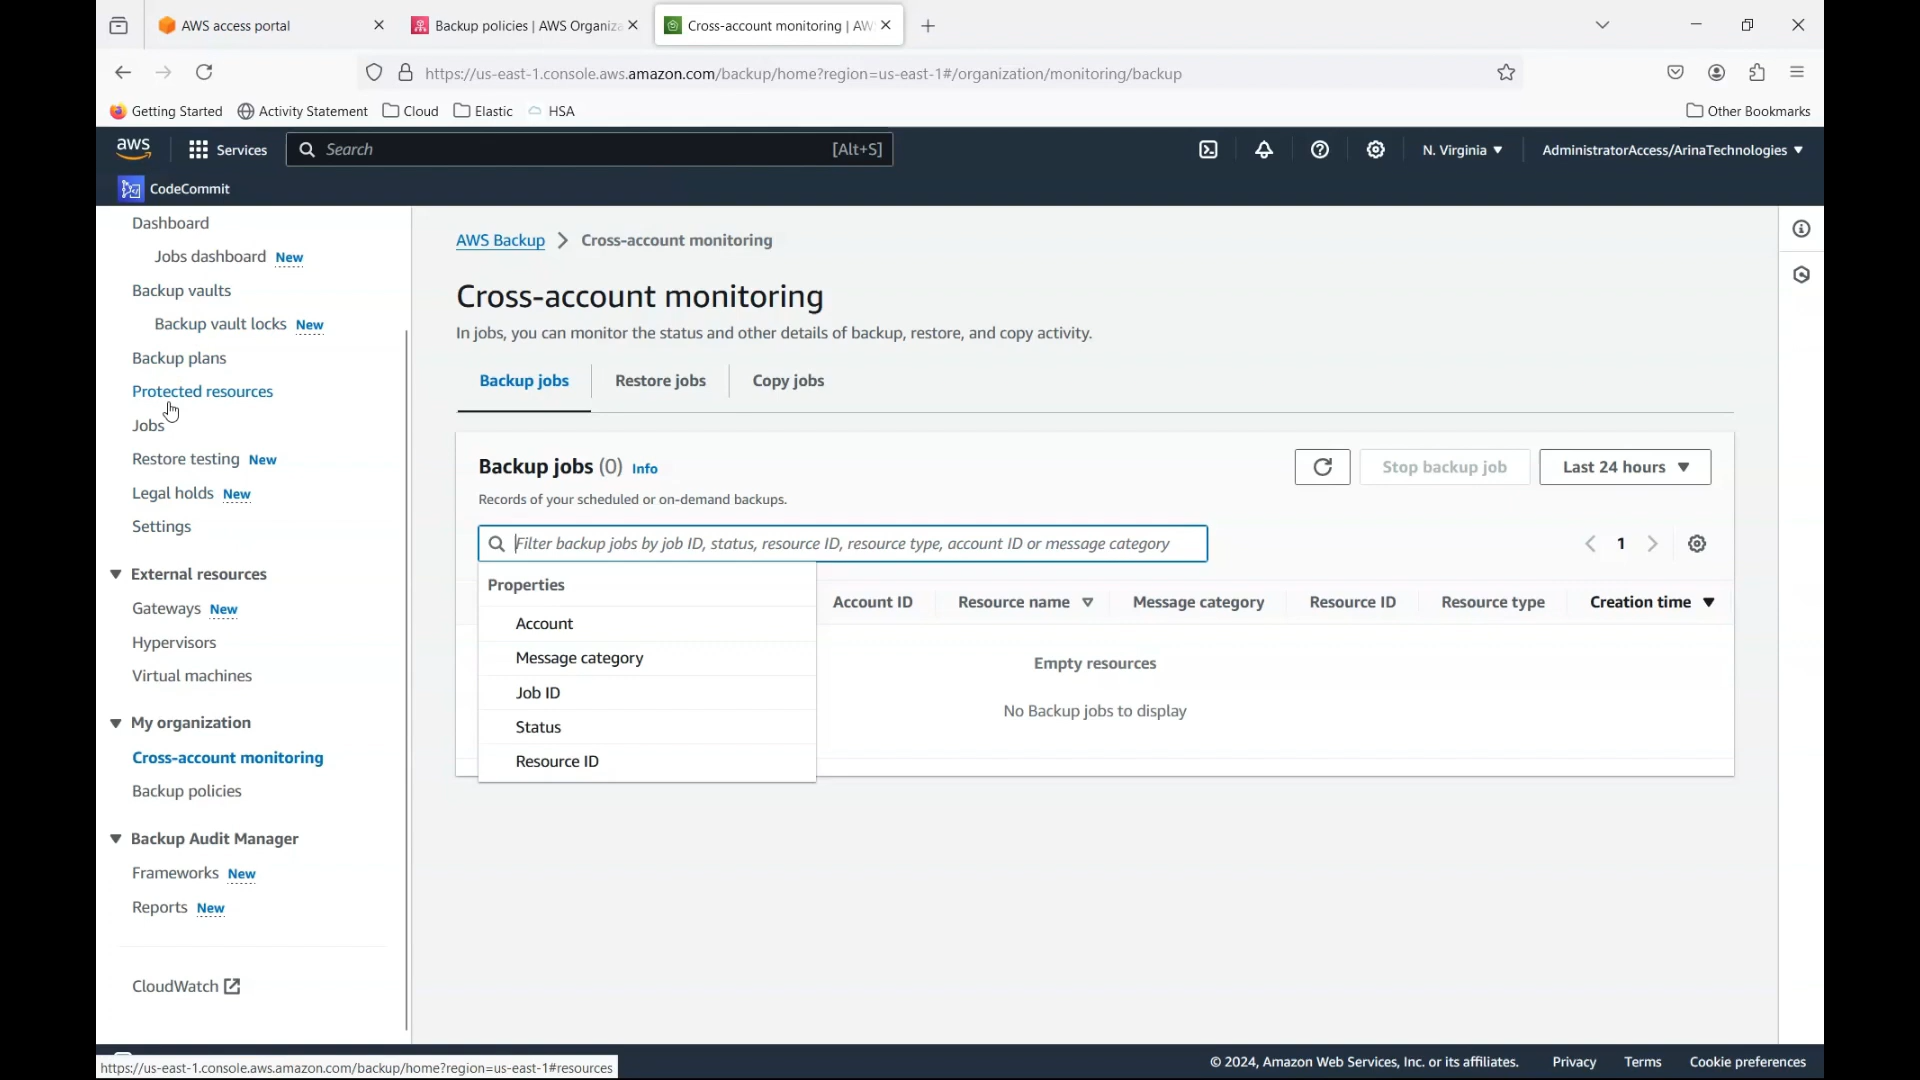 AWS access portal
Backup policies | AWS Organiza
Cross-account monitoring | AW
https://us-east-1.console.aws.amazon.com/backup/home?region=us-east-1#/organization/monitoring/backup
Getting Started Activity Statement Cloud Elastic HSA Other Bookmarks
aws Services Search [Alt+S] N. Virginia AdministratorAccess/ArinaTechnologies
CodeCommit
Dashboard
Jobs dashboard New
Backup vaults
Backup vault locks New
Backup plans
Protected resources
Jobs
Restore testing New
Legal holds New
Settings
External resources
Gateways New
Hypervisors
Virtual machines
My organization
Cross-account monitoring
Backup policies
Backup Audit Manager
Frameworks New
Reports New
CloudWatch
AWS Backup > Cross-account monitoring
Cross-account monitoring
In jobs, you can monitor the status and other details of backup, restore, and copy activity.
Backup jobs Restore jobs Copy jobs
Backup jobs (0) Info
Stop backup job Last 24 hours
Records of your scheduled or on-demand backups.
Filter backup jobs by job ID, status, resource ID, resource type, account ID or message category
1
Properties
Account
Message category
Job ID
Status
Resource ID
Account ID Resource name Message category Resource ID Resource type Creation time
Empty resources
No Backup jobs to display
https://us-east-1.console.aws.amazon.com/backup/home?region=us-east-1#resources
© 2024, Amazon Web Services, Inc. or its affiliates. Privacy Terms Cookie preferences